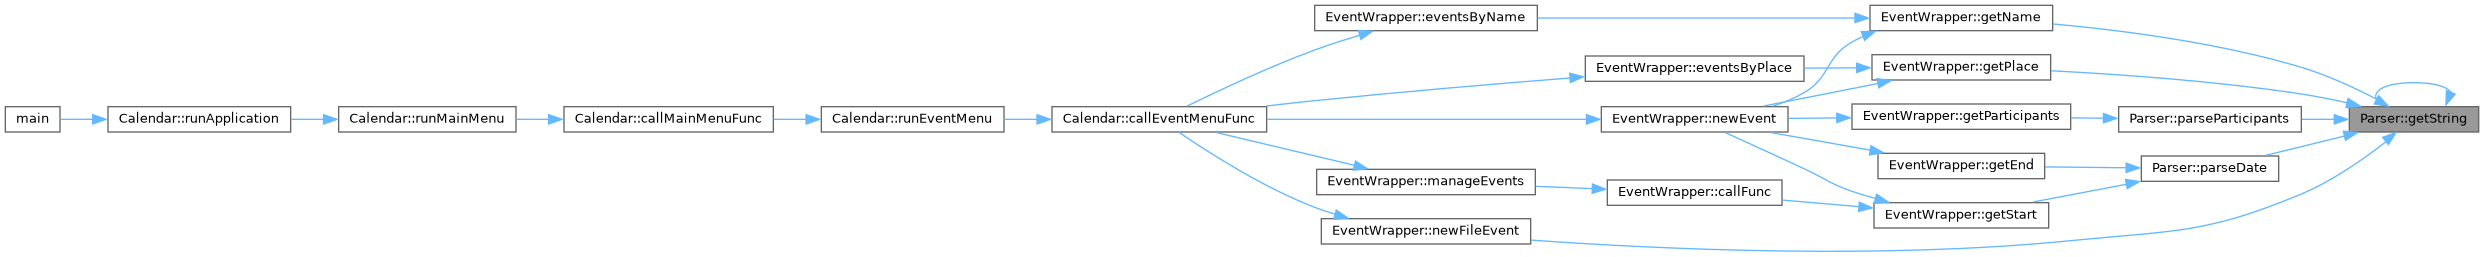 main
Calendar::runApplication
Calendar::runMainMenu
Calendar::callMainMenuFunc
Calendar::runEventMenu
Calendar::callEventMenuFunc
EventWrapper::eventsByName
EventWrapper::eventsByPlace
EventWrapper::newEvent
EventWrapper::manageEvents
EventWrapper::callFunc
EventWrapper::newFileEvent
EventWrapper::getName
EventWrapper::getPlace
EventWrapper::getParticipants
Parser::parseParticipants
EventWrapper::getEnd
Parser::parseDate
EventWrapper::getStart
Parser::getString